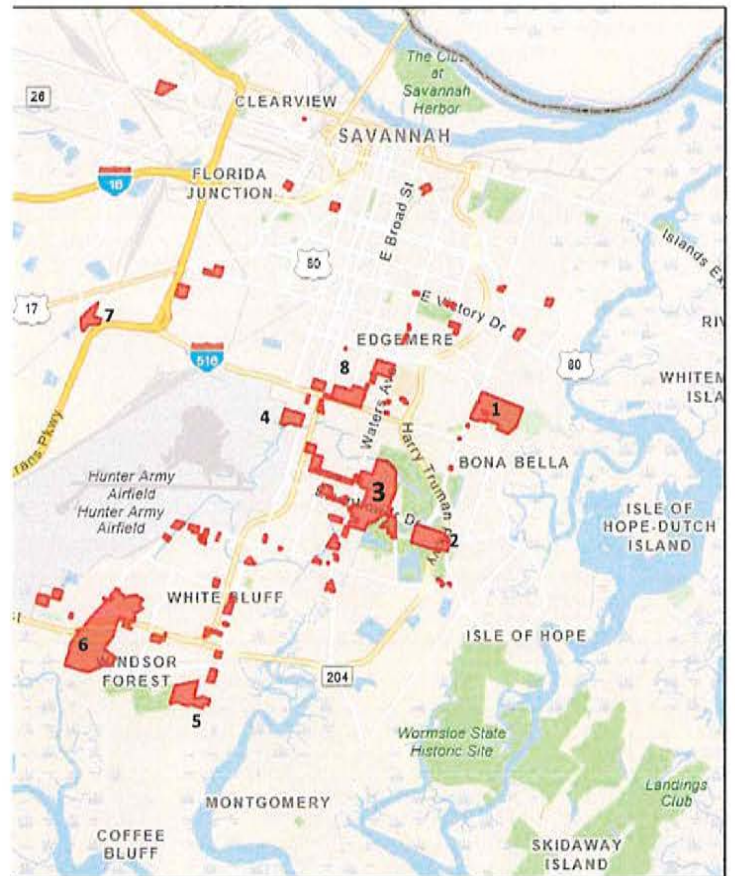 The Club
at
Savannah
Harbor
26
CLEARVIEW
SAVANNAH
16
FLORIDA
JUNCTION
E Broad St
80
Islands Ex
17
7
E Victory Dr
RIV
EDGEMERE
516
8
80
WHITEM
ISLA
Waters Ave
1
4
Harry Truman
rans Pkwy
BONA BELLA
Hunter Army
Airfield
Hunter Army
Airfield
3
ISLE OF
HOPE-DUTCH
ISLAND
2
WHITE BLUFF
6
ISLE OF HOPE
WINDSOR
FOREST
204
5
Wormsloe State
Historic Site
Landings
Club
MONTGOMERY
COFFEE
BLUFF
SKIDAWAY
ISLAND